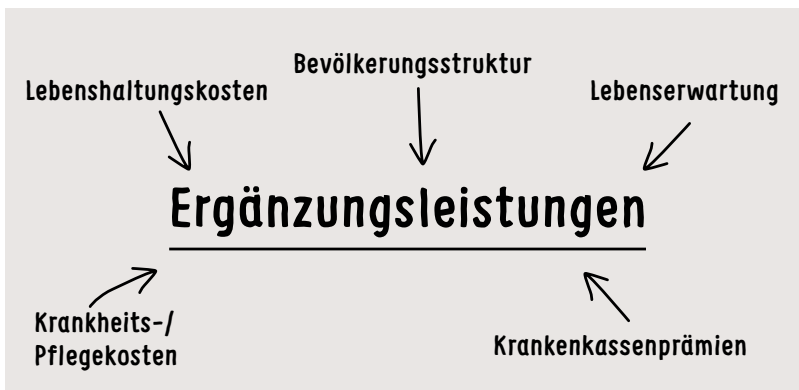 Bevölkerungsstruktur
Lebenshaltungskosten
Lebenserwartung
Ergänzungsleistungen
Krankheits-/
Pflegekosten
Krankenkassenprämien